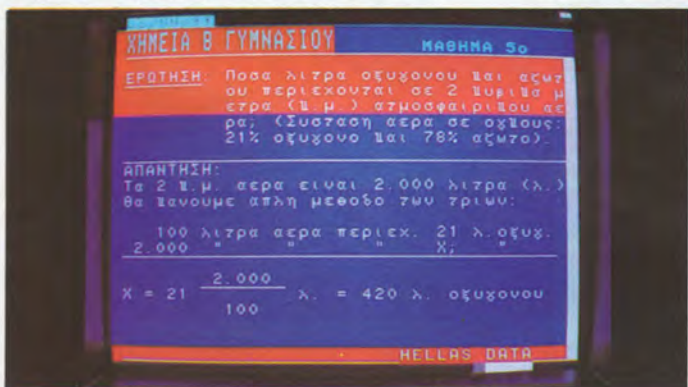 ΧΗΜΕΙΑ Β ΓΥΜΝΑΣΙΟΥ ΜΑΘΗΜΑ 5ο
ΕΡΩΤΗΣΗ: Ποσα λιτρα οξυγονου και αζωτ
ου περιεχονται σε 2 κυβικα μ
ετρα (κ.μ.) ατμοσφαιρικου αε
ρα; (Συσταση αερα σε ογκους:
21% οξυγονο και 78% αζωτο).
ΑΠΑΝΤΗΣΗ:
Τα 2 κ.μ. αερα ειναι 2.000 λιτρα (λ.)
Θα κανουμε απλη μεθοδο των τριων:
100 λιτρα αερα περιεχ. 21 λ.οξυγ.
2.000 " " " Χ; "
Χ = 21 2.000
100 λ. = 420 λ. οξυγονου
HELLAS DATA